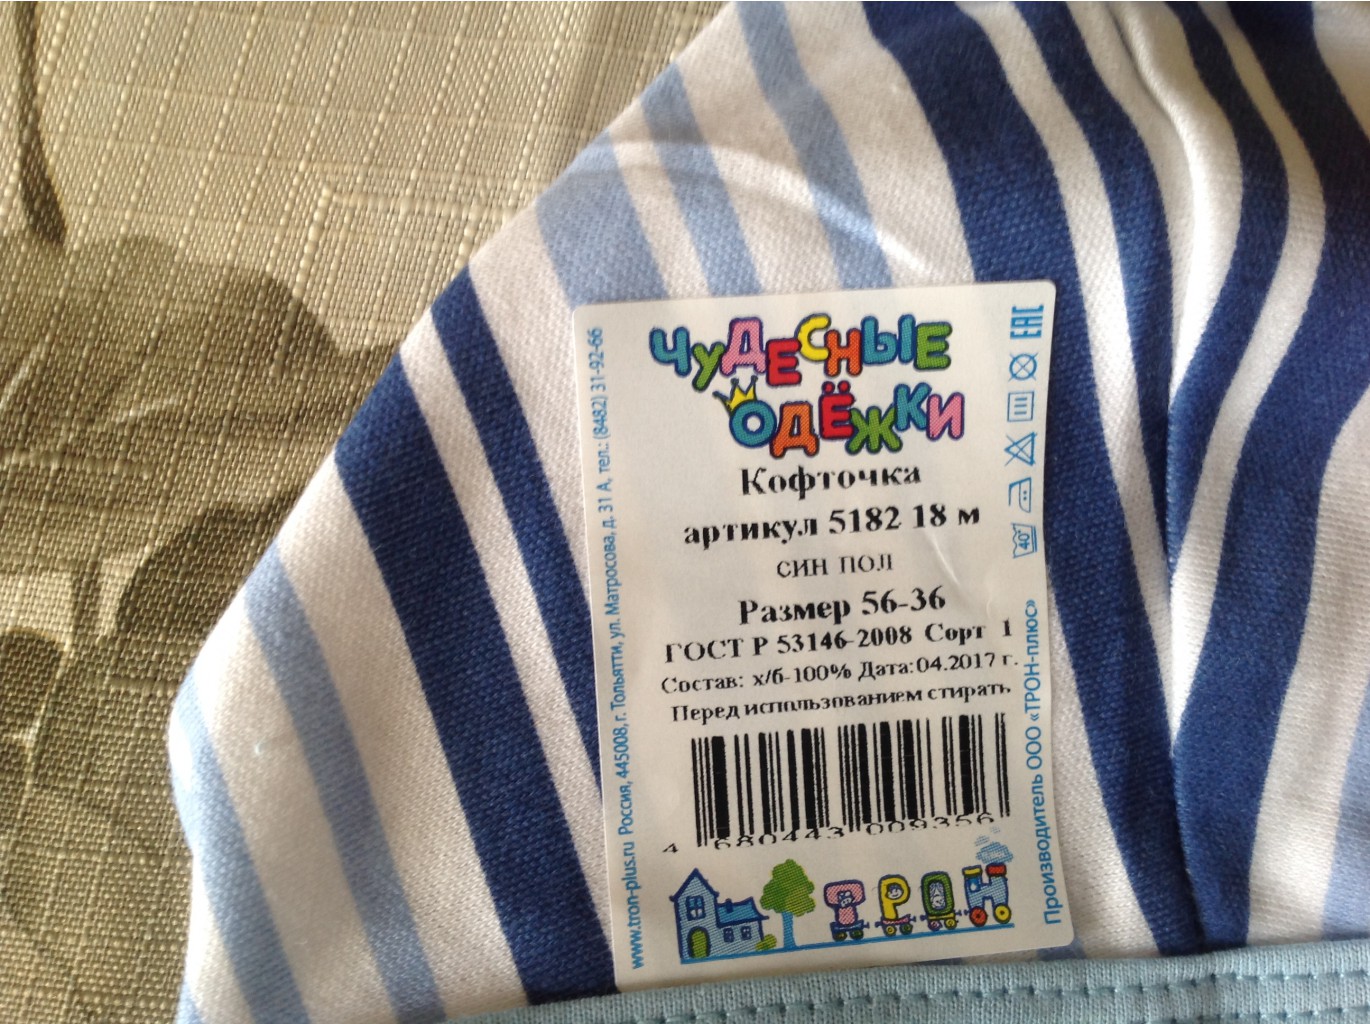 ЧУДЕСНЫЕ
ОДЁЖКИ
Кофточка
артикул 5182 18 м
син пол
Размер 56-36
ГОСТ Р 53146-2008 Сорт 1
Состав: х/б-100% Дата:04.2017 г.
Перед использованием стирать
4 680443 009356
ТРОН
www.tron-plus.ru Россия, 445008, г. Тольятти, ул. Матросова, д. 31 А, тел.: (8482) 31-92-66
Производитель ООО «ТРОН-плюс»
40°
EAC